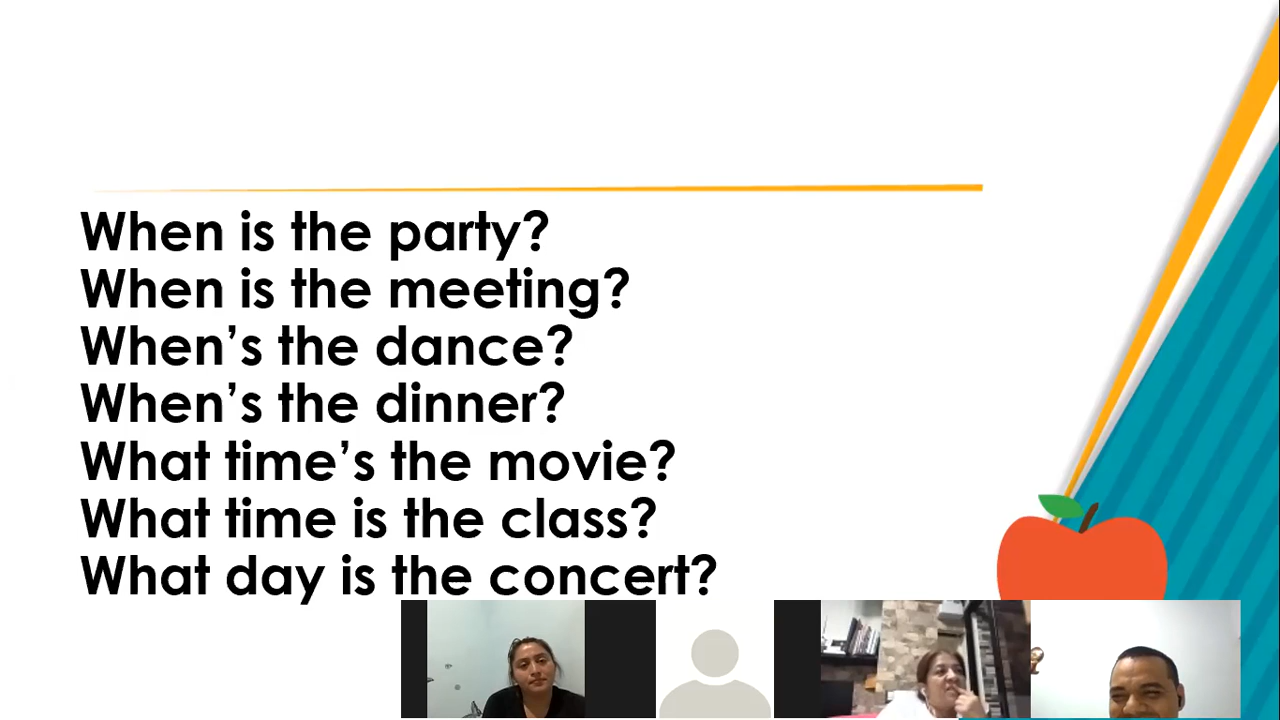 When is the party?
When is the meeting?
When’s the dance?
When’s the dinner?
What time’s the movie?
What time is the class?
What day is the concert?